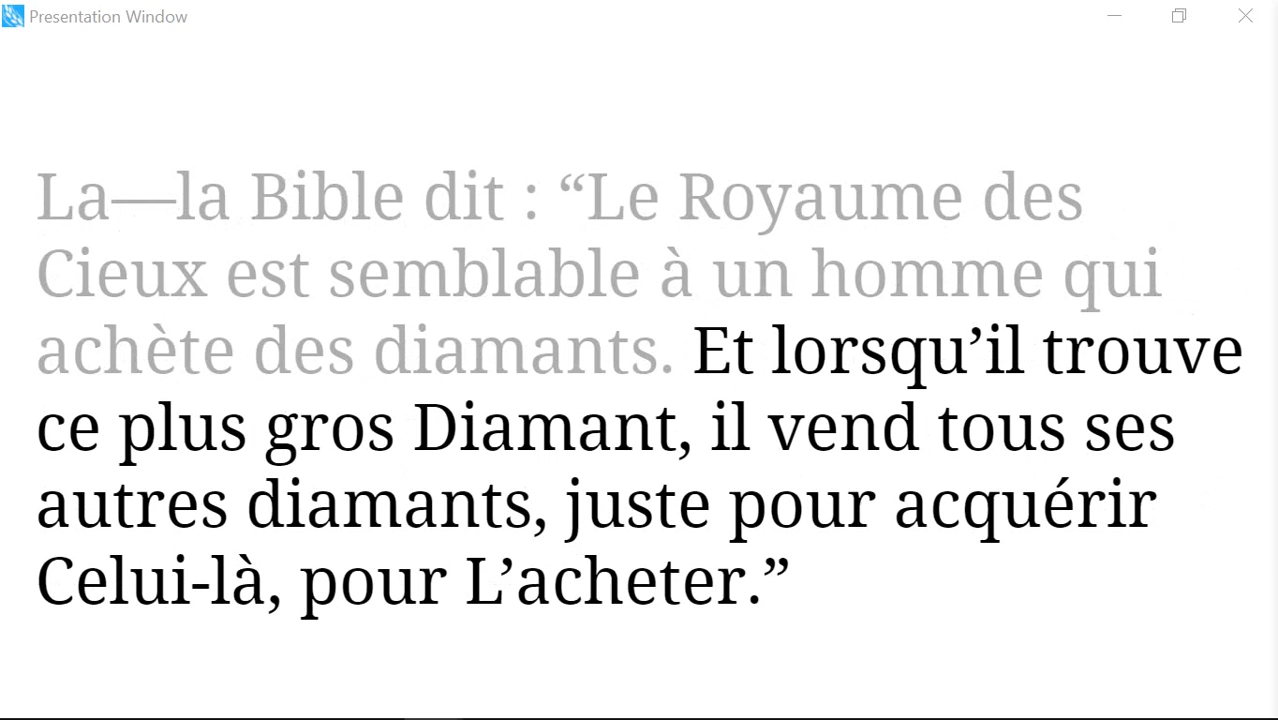 Presentation Window
La—la Bible dit : “Le Royaume des
Cieux est semblable à un homme qui
achète des diamants. Et lorsqu’il trouve
ce plus gros Diamant, il vend tous ses
autres diamants, juste pour acquérir
Celui-là, pour L’acheter.”